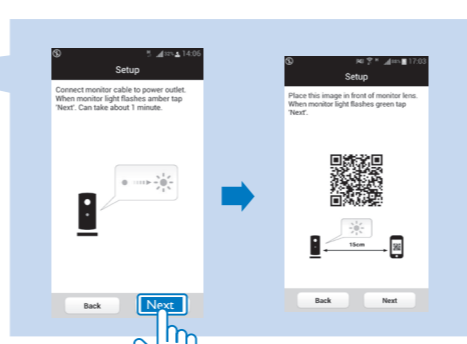 14:06
Setup
Connect monitor cable to power outlet.
When monitor light flashes amber tap
'Next'. Can take about 1 minute.
Back
Next
17:03
Setup
Place this image in front of monitor lens.
When monitor light flashes green tap
'Next'.
15cm
Back
Next